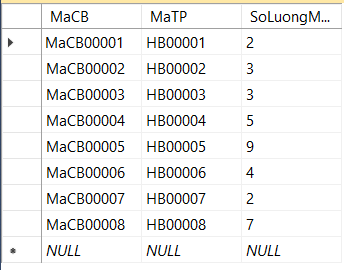 MaCB MaTP SoLuongM...
MaCB00001 HB00001 2
MaCB00002 HB00002 3
MaCB00003 HB00003 3
MaCB00004 HB00004 5
MaCB00005 HB00005 9
MaCB00006 HB00006 4
MaCB00007 HB00007 2
MaCB00008 HB00008 7
NULL NULL NULL